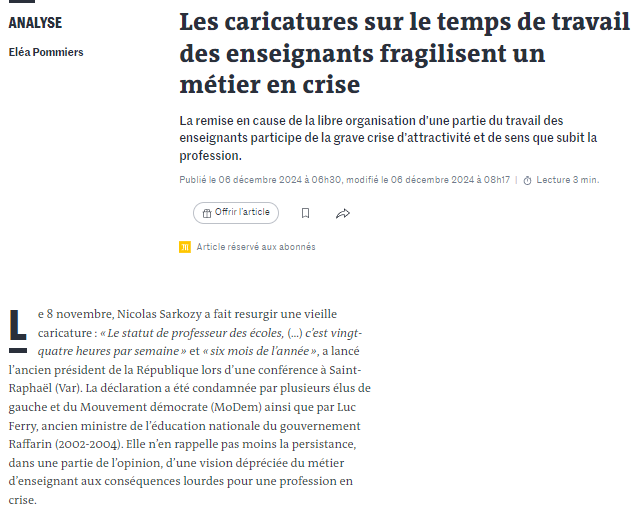 ANALYSE
Eléa Pommiers
Les caricatures sur le temps de travail
des enseignants fragilisent un
métier en crise
La remise en cause de la libre organisation d’une partie du travail des
enseignants participe de la grave crise d’attractivité et de sens que subit la
profession.
Publié le 06 décembre 2024 à 06h30, modifié le 06 décembre 2024 à 08h17 | Lecture 3 min.
Offrir l’article
Article réservé aux abonnés
Le 8 novembre, Nicolas Sarkozy a fait resurgir une vieille
caricature : « Le statut de professeur des écoles, (…) c’est vingt-
quatre heures par semaine » et « six mois de l’année », a lancé
l’ancien président de la République lors d’une conférence à Saint-
Raphaël (Var). La déclaration a été condamnée par plusieurs élus de
gauche et du Mouvement démocrate (MoDem) ainsi que par Luc
Ferry, ancien ministre de l’éducation nationale du gouvernement
Raffarin (2002-2004). Elle n’en rappelle pas moins la persistance,
dans une partie de l’opinion, d’une vision dépréciée du métier
d’enseignant aux conséquences lourdes pour une profession en
crise.